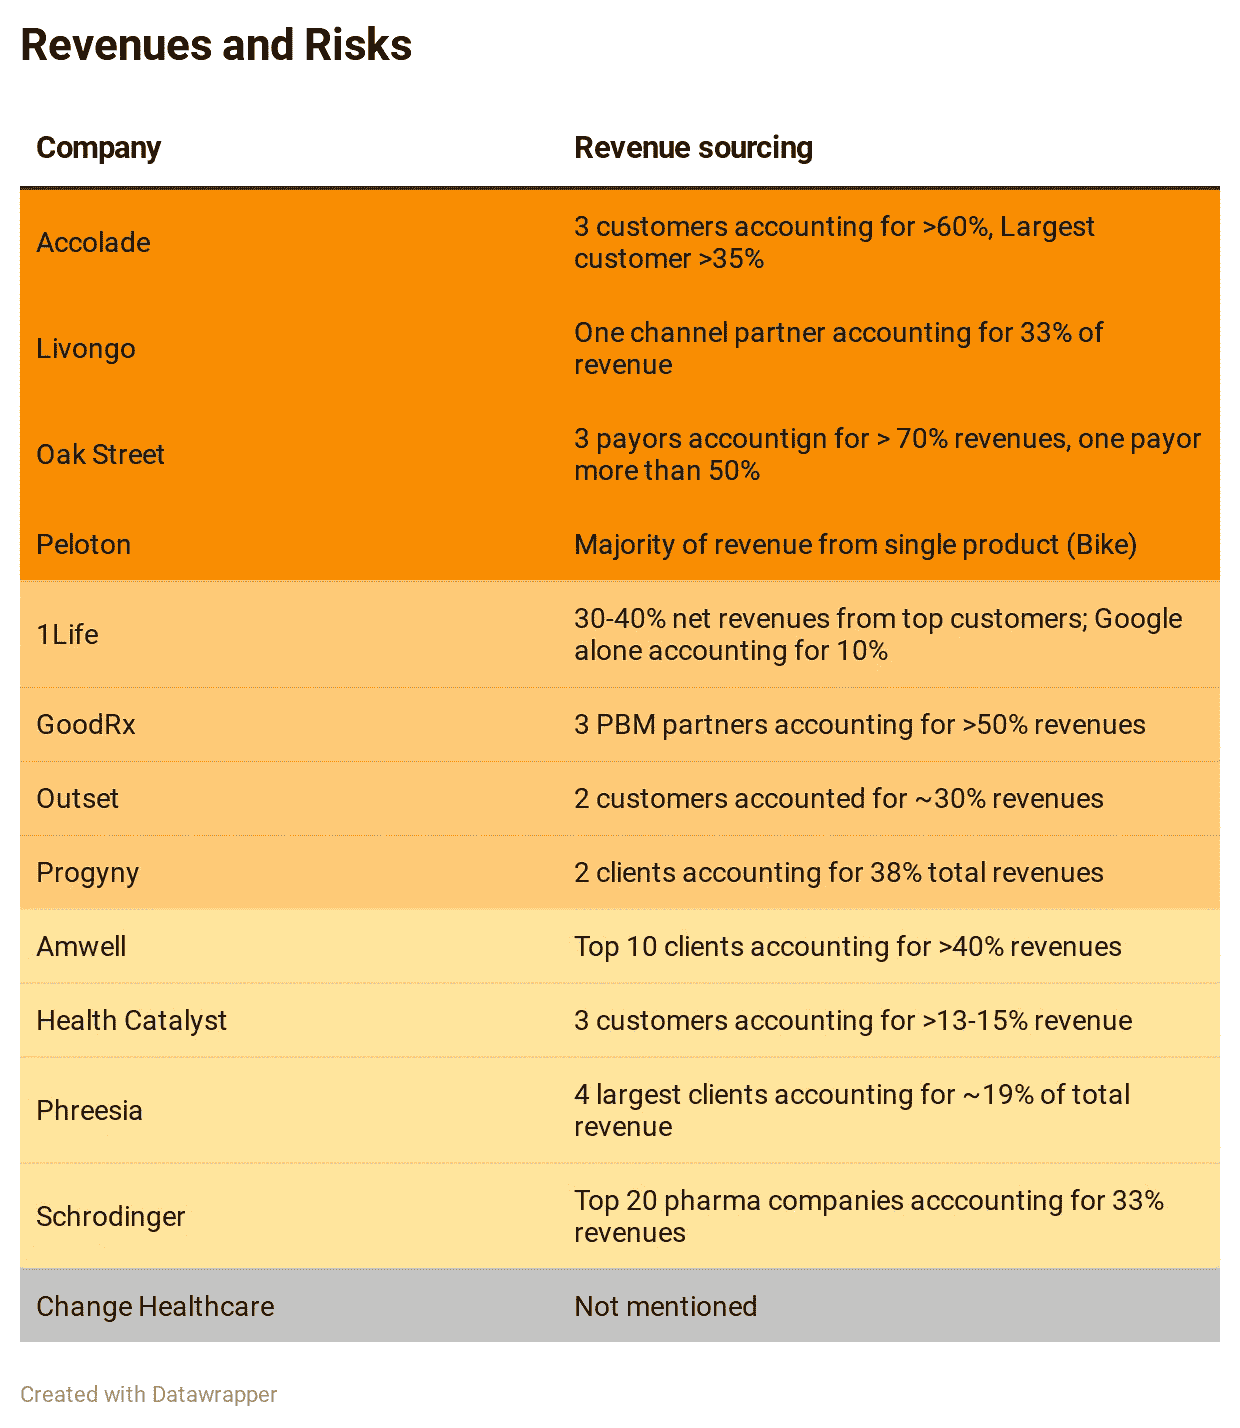 Revenues and Risks
Company Revenue sourcing
Accolade 3 customers accounting for >60%, Largest
customer >35%
Livongo One channel partner accounting for 33% of
revenue
Oak Street 3 payors accountign for > 70% revenues, one payor
more than 50%
Peloton Majority of revenue from single product (Bike)
1Life 30-40% net revenues from top customers; Google
alone accounting for 10%
GoodRx 3 PBM partners accounting for >50% revenues
Outset 2 customers accounted for ~30% revenues
Progyny 2 clients accounting for 38% total revenues
Amwell Top 10 clients accounting for >40% revenues
Health Catalyst 3 customers accounting for >13-15% revenue
Phreesia 4 largest clients accounting for ~19% of total
revenue
Schrodinger Top 20 pharma companies acccounting for 33%
revenues
Change Healthcare Not mentioned
Created with Datawrapper